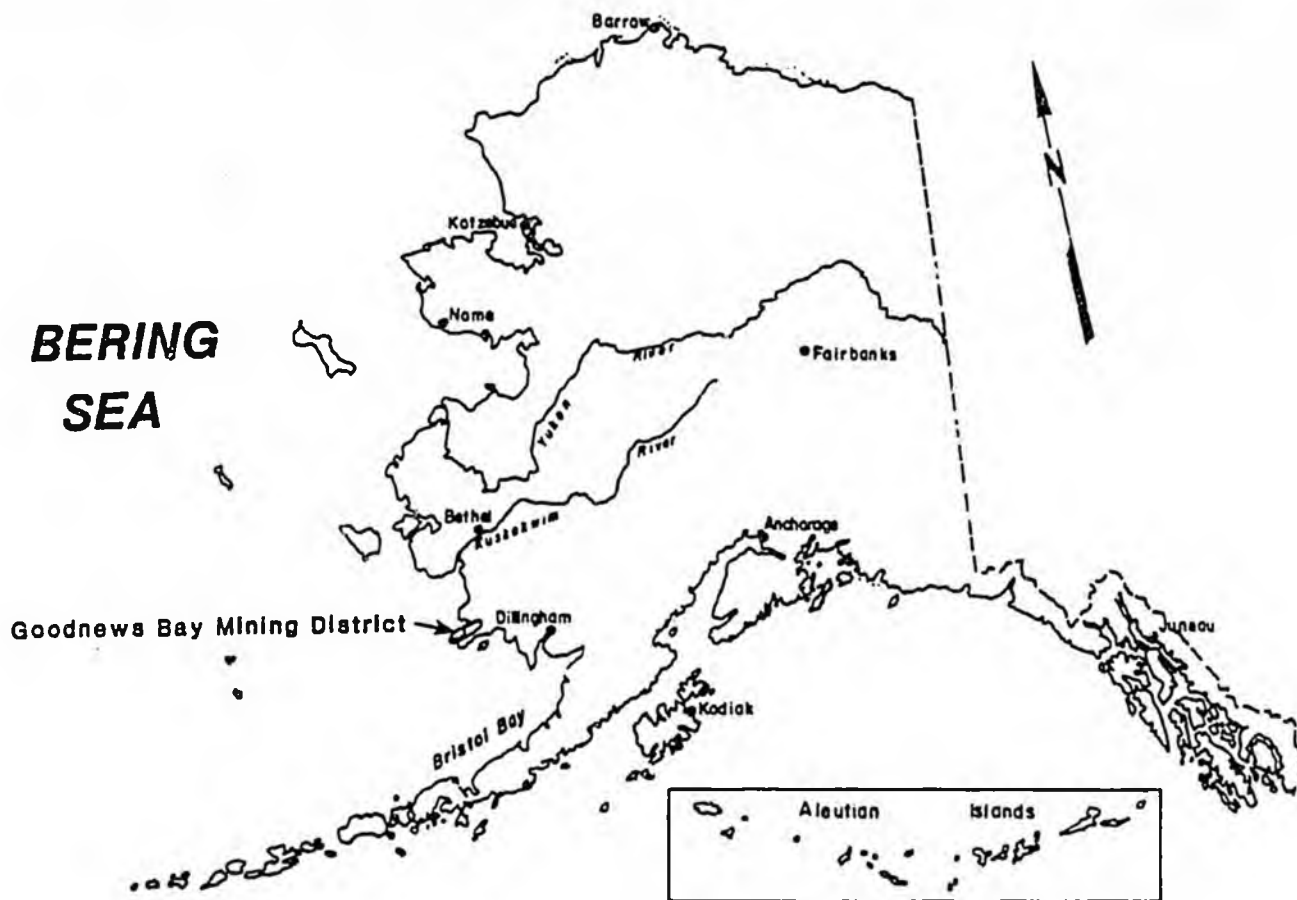 Barrow
N
Kotzebue
Nome
BERING
SEA
River
Fairbanks
Yukon
River
Bethel
Kuskokwim
Anchorage
Goodnews Bay Mining District
Dillingham
Juneau
Kodiak
Bristol Bay
Aleutian Islands